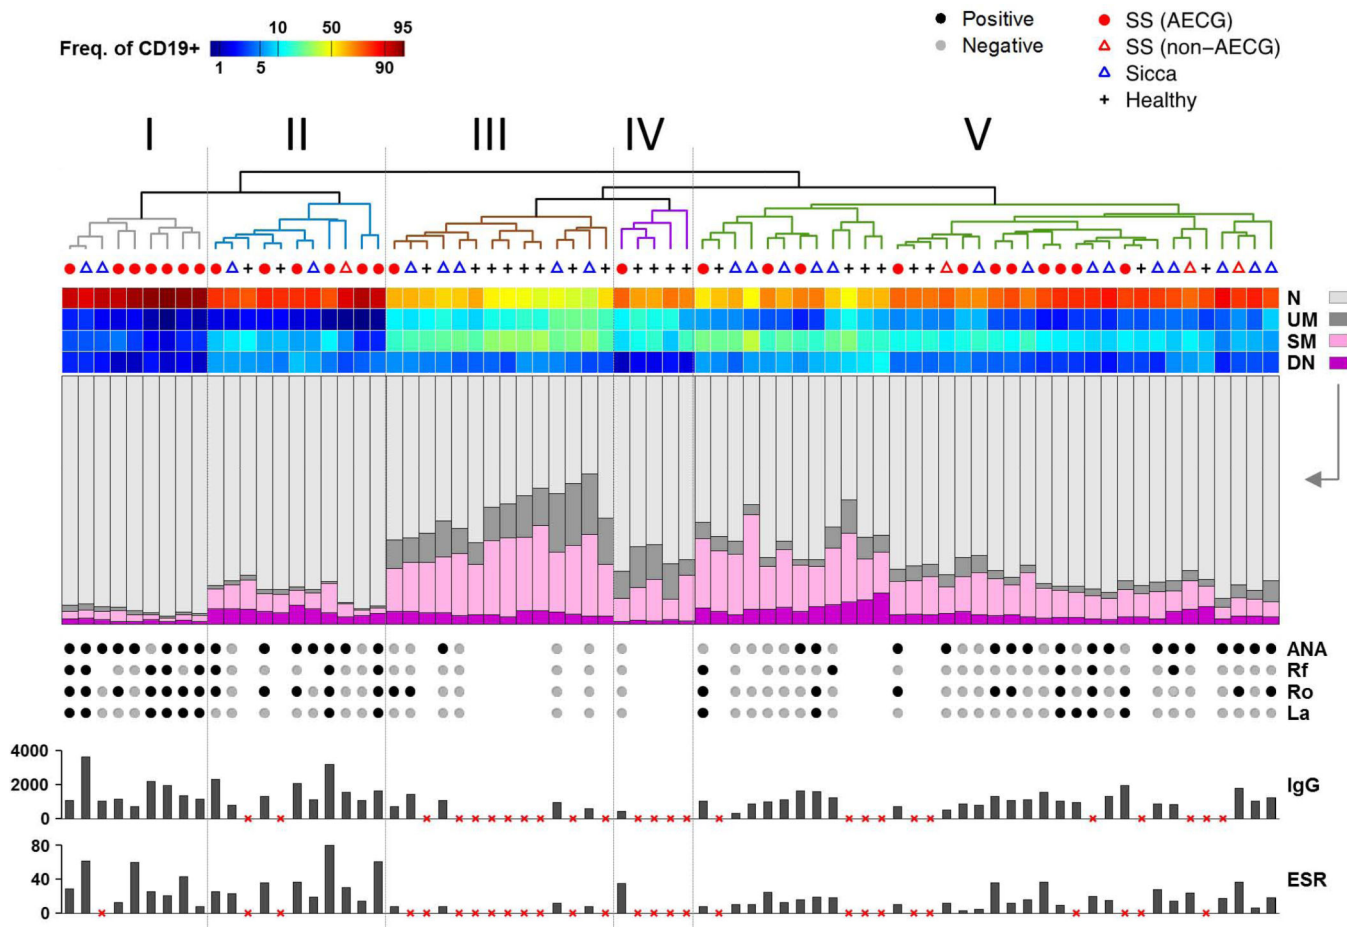 10 50 95
Freq. of CD19+
1 5 90
Positive
Negative
SS (AECG)
SS (non-AECG)
Sicca
Healthy
I II III IV V
N
UM
SM
DN
ANA
Rf
Ro
La
4000
2000
0
IgG
80
40
0
ESR